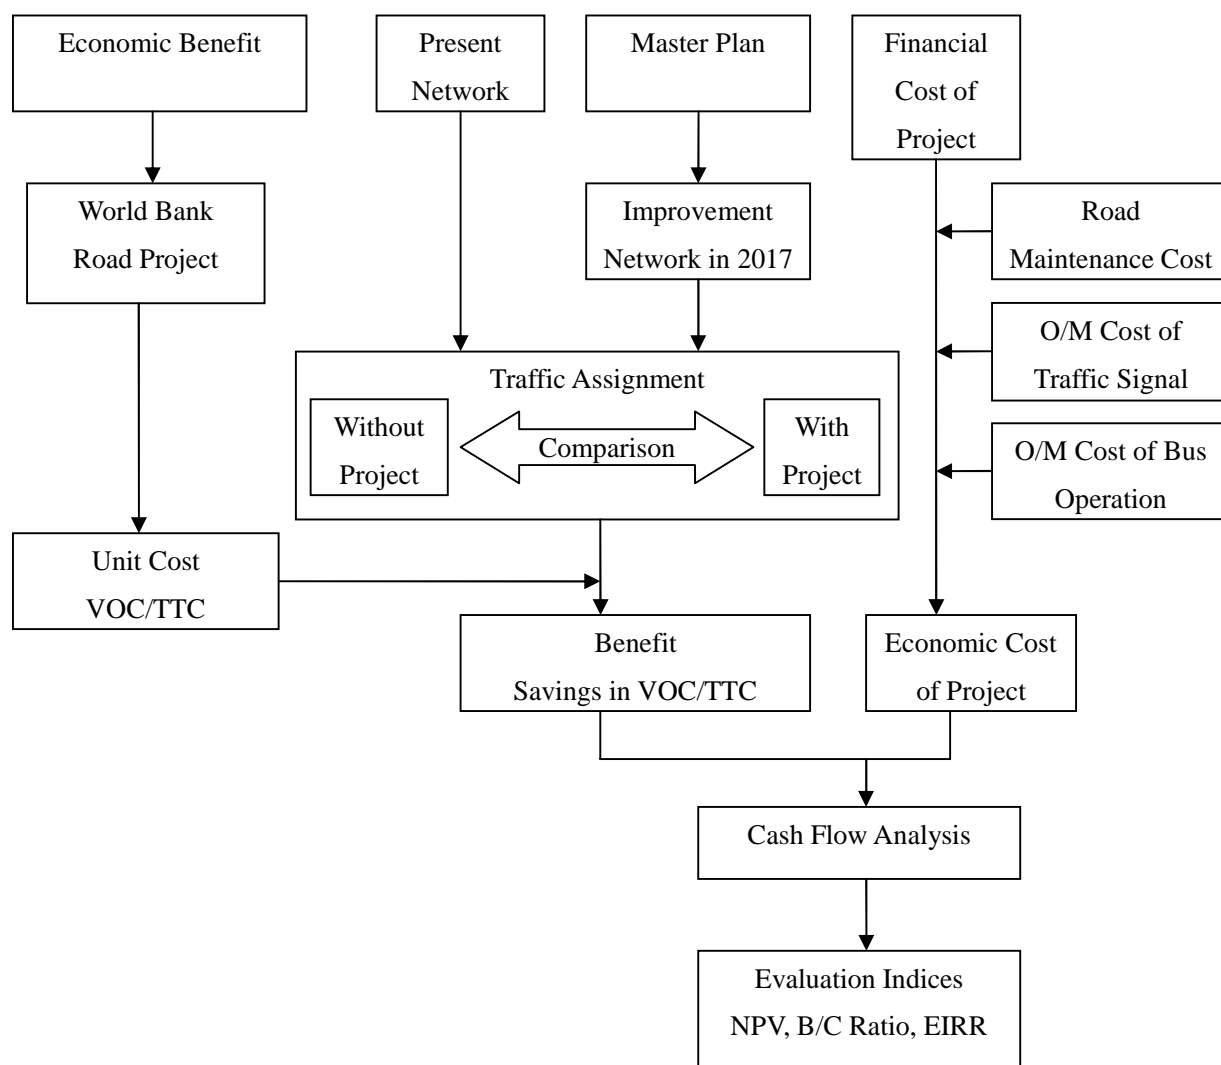 Economic Benefit
Present
Network
Master Plan
Financial
Cost of
Project
World Bank
Road Project
Improvement
Network in 2017
Road
Maintenance Cost
O/M Cost of
Traffic Signal
Traffic Assignment
Without
Project
Comparison
With
Project
O/M Cost of Bus
Operation
Unit Cost
VOC/TTC
Benefit
Savings in VOC/TTC
Economic Cost
of Project
Cash Flow Analysis
Evaluation Indices
NPV, B/C Ratio, EIRR